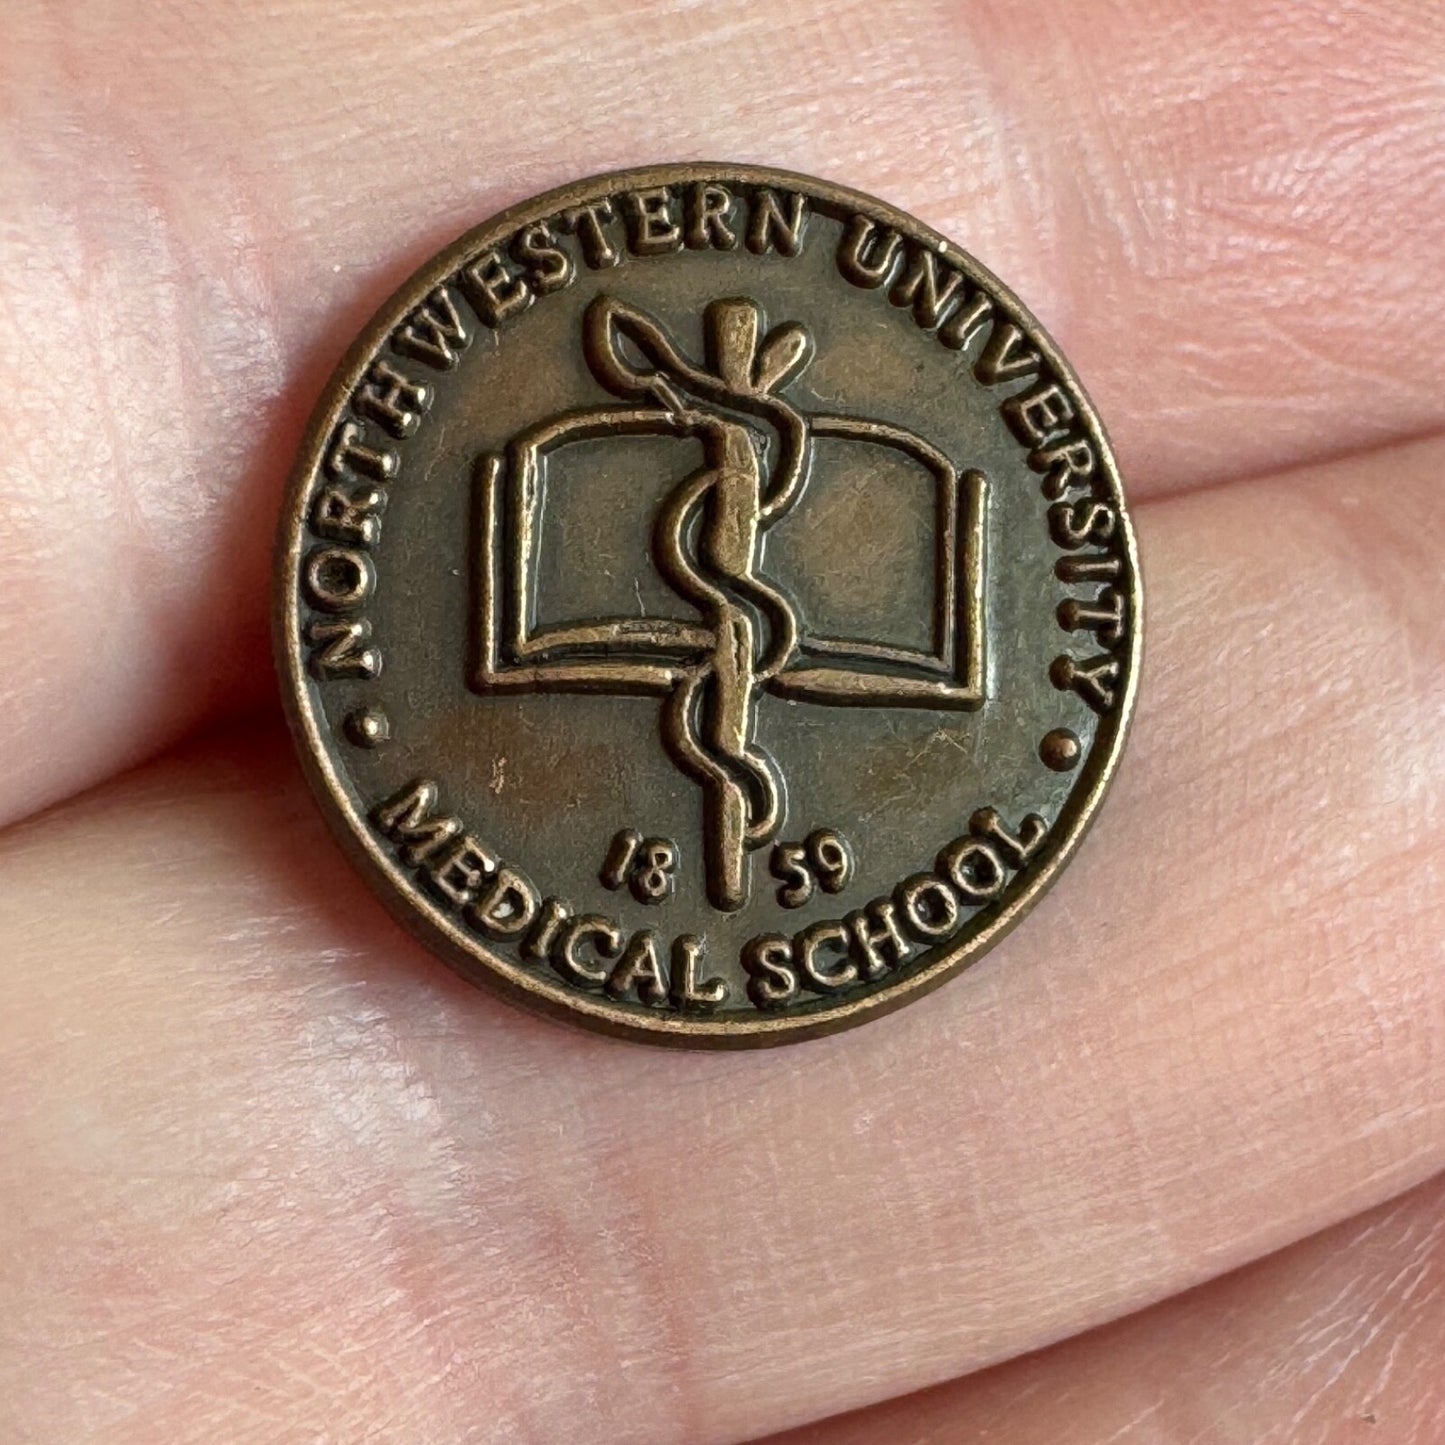 • NORTHWESTERN UNIVERSITY •
18 59
MEDICAL SCHOOL